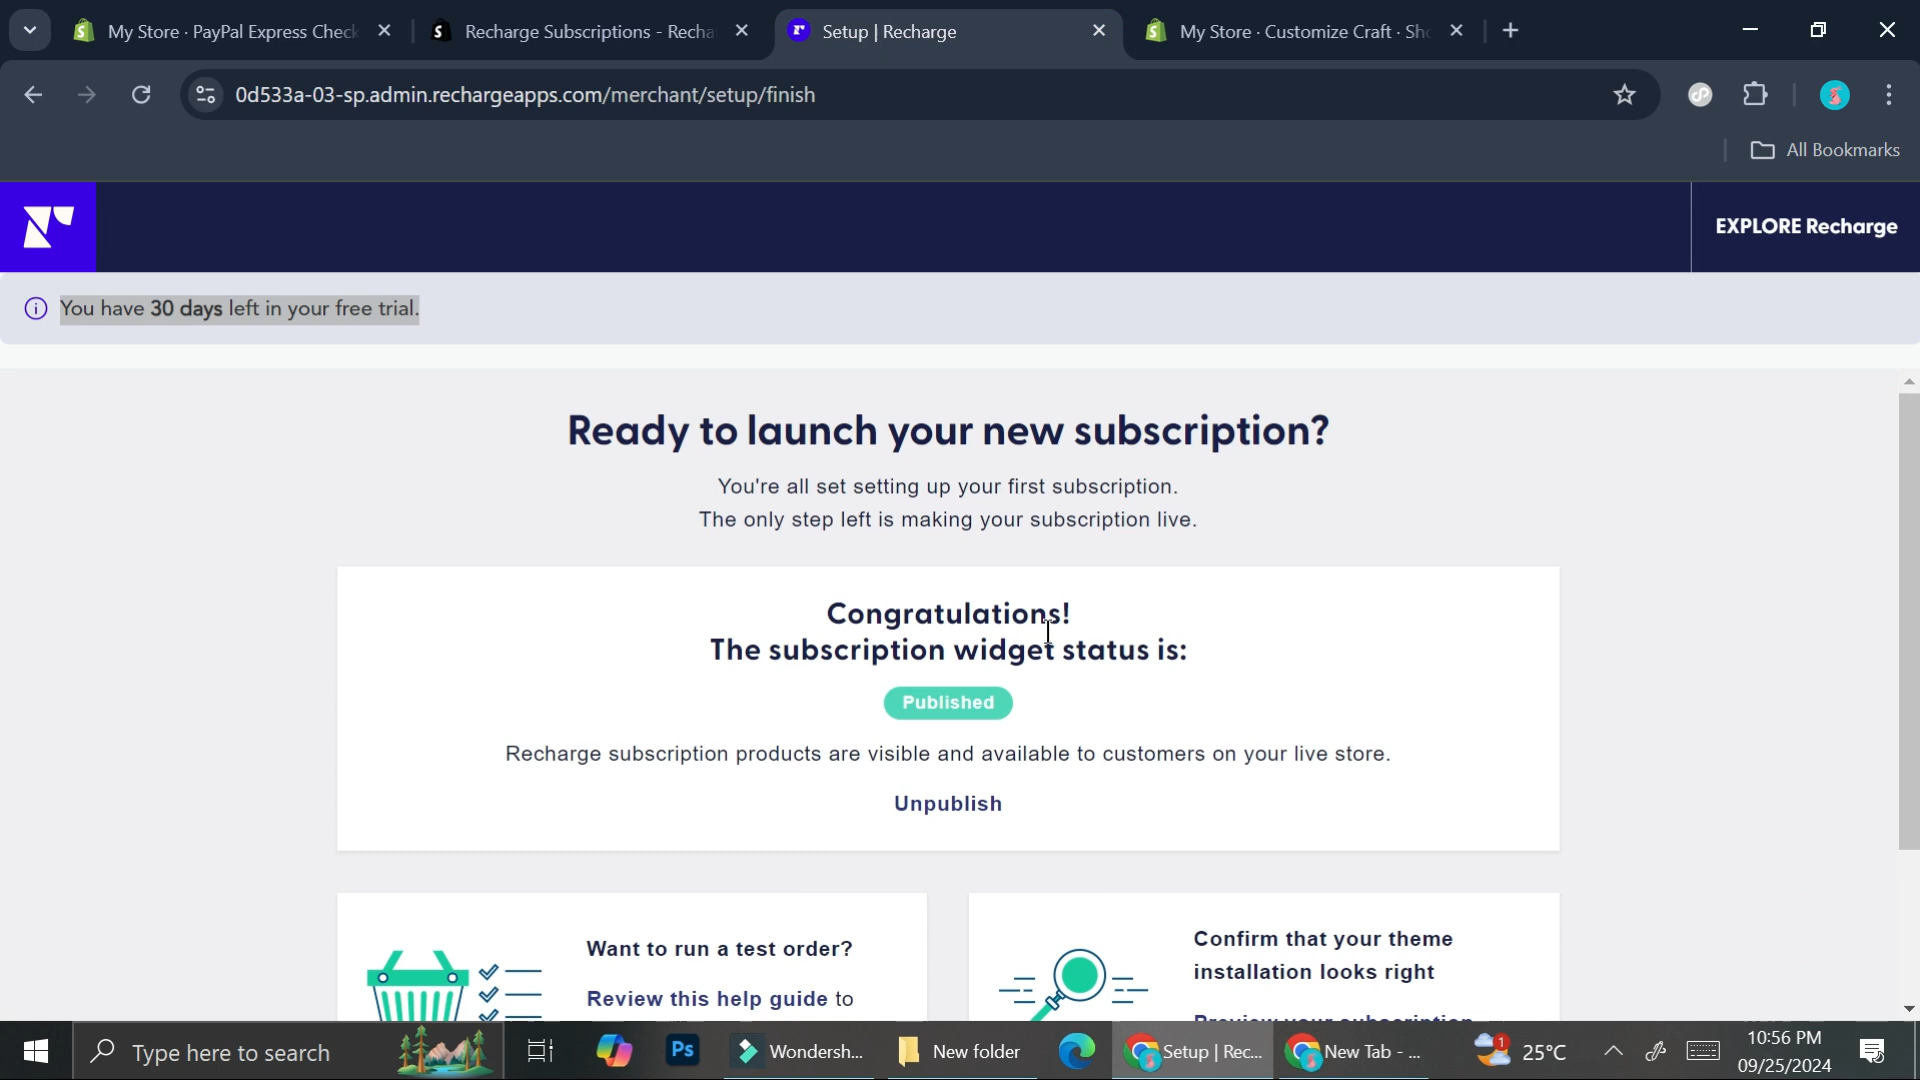 My Store · PayPal Express Check
Recharge Subscriptions - Recha
Setup | Recharge
My Store · Customize Craft · Sh
0d533a-03-sp.admin.rechargeapps.com/merchant/setup/finish
All Bookmarks
EXPLORE Recharge
You have 30 days left in your free trial.
Ready to launch your new subscription?
You're all set setting up your first subscription.
The only step left is making your subscription live.
Congratulations!
The subscription widget status is:
Published
Recharge subscription products are visible and available to customers on your live store.
Unpublish
Want to run a test order?
Review this help guide to
Confirm that your theme
installation looks right
Preview your subscription
Type here to search
Ps
Wondersh...
New folder
Setup | Rec...
New Tab - ...
1
25°C
10:56 PM
09/25/2024